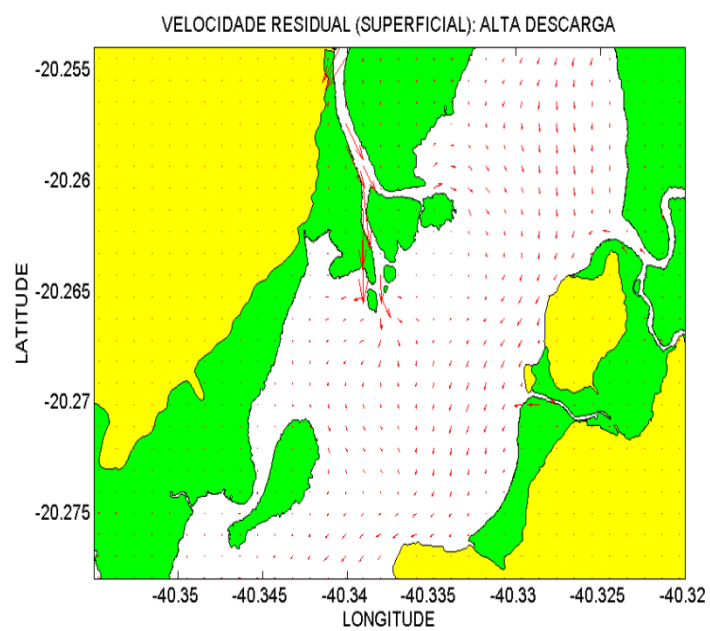 VELOCIDADE RESIDUAL (SUPERFICIAL): ALTA DESCARGA
-20.255
-20.26
-20.265
-20.27
-20.275
LATITUDE
-40.35 -40.345 -40.34 -40.335 -40.33 -40.325 -40.32
LONGITUDE